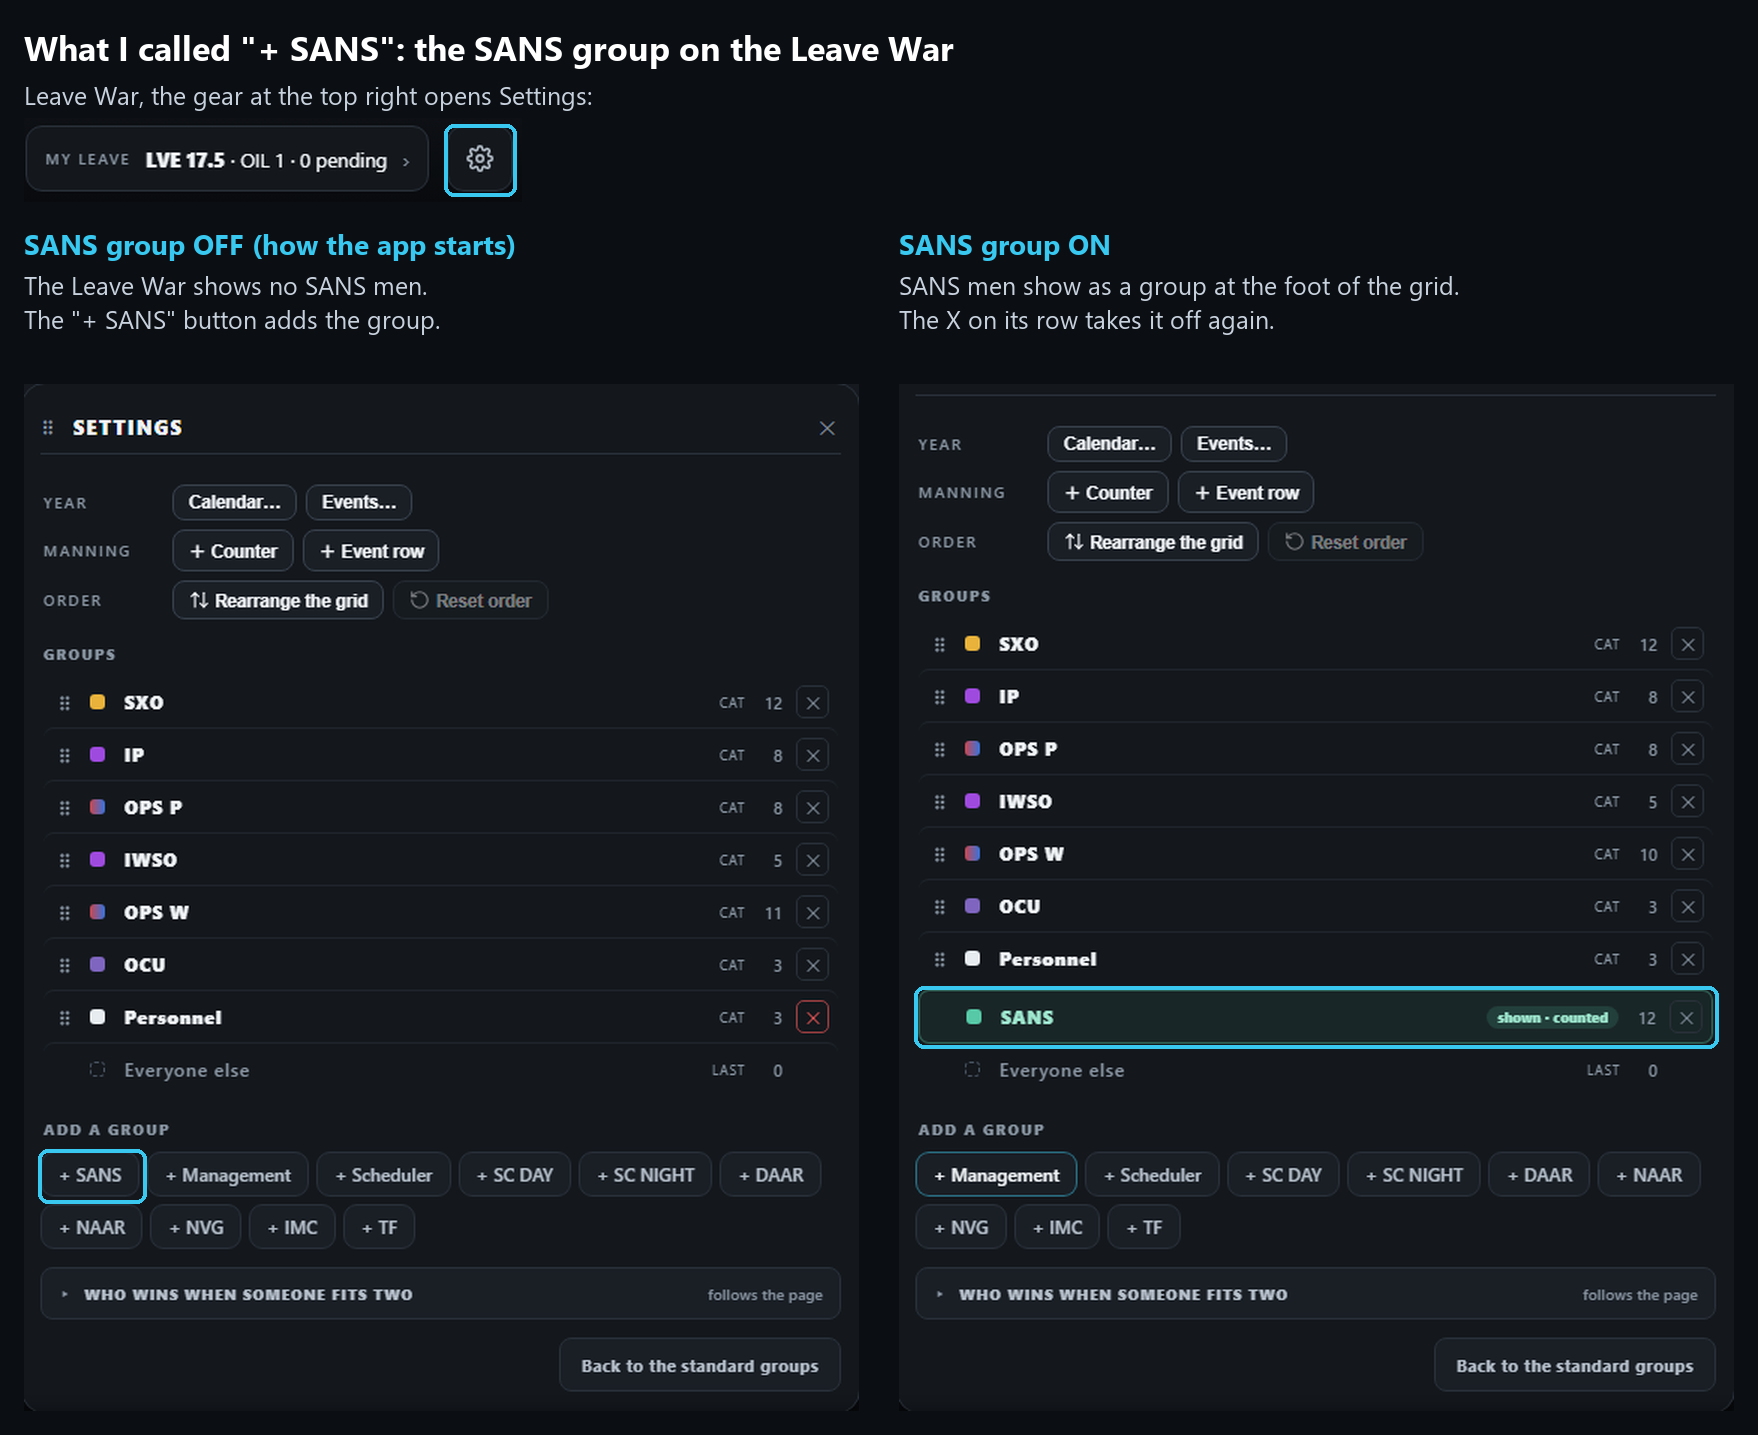 What I called "+ SANS": the SANS group on the Leave War
Leave War, the gear at the top right opens Settings:
MY LEAVE LVE 17.5 · OIL 1 · 0 pending ›
SANS group OFF (how the app starts)
The Leave War shows no SANS men.
The "+ SANS" button adds the group.
SETTINGS
YEAR Calendar... Events...
MANNING + Counter + Event row
ORDER Rearrange the grid Reset order
GROUPS
SXO CAT 12
IP CAT 8
OPS P CAT 8
IWSO CAT 5
OPS W CAT 11
OCU CAT 3
Personnel CAT 3
Everyone else LAST 0
ADD A GROUP
+ SANS + Management + Scheduler + SC DAY + SC NIGHT + DAAR
+ NAAR + NVG + IMC + TF
WHO WINS WHEN SOMEONE FITS TWO follows the page
Back to the standard groups
SANS group ON
SANS men show as a group at the foot of the grid.
The X on its row takes it off again.
YEAR Calendar... Events...
MANNING + Counter + Event row
ORDER Rearrange the grid Reset order
GROUPS
SXO CAT 12
IP CAT 8
OPS P CAT 8
IWSO CAT 5
OPS W CAT 10
OCU CAT 3
Personnel CAT 3
SANS shown · counted 12
Everyone else LAST 0
ADD A GROUP
+ Management + Scheduler + SC DAY + SC NIGHT + DAAR + NAAR
+ NVG + IMC + TF
WHO WINS WHEN SOMEONE FITS TWO follows the page
Back to the standard groups